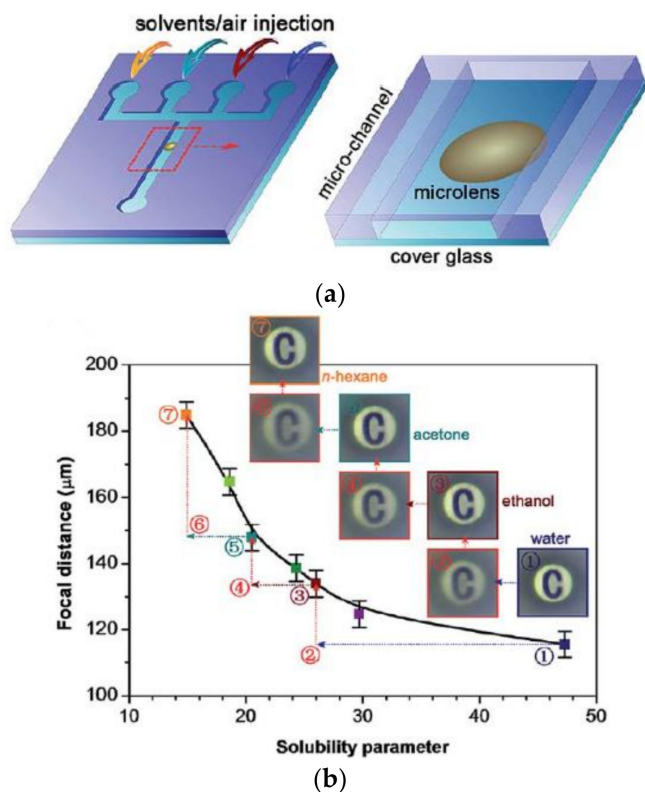 solvents/air injection
micro-channel
microlens
cover glass
(a)
⑦ C
n-hexane
C
C
acetone
④ C
③ C
ethanol
water
C
① C
200
180
160
140
120
100
Focal distance (μm)
⑦
⑥
⑤
④
③
②
①
10 20 30 40 50
Solubility parameter
(b)